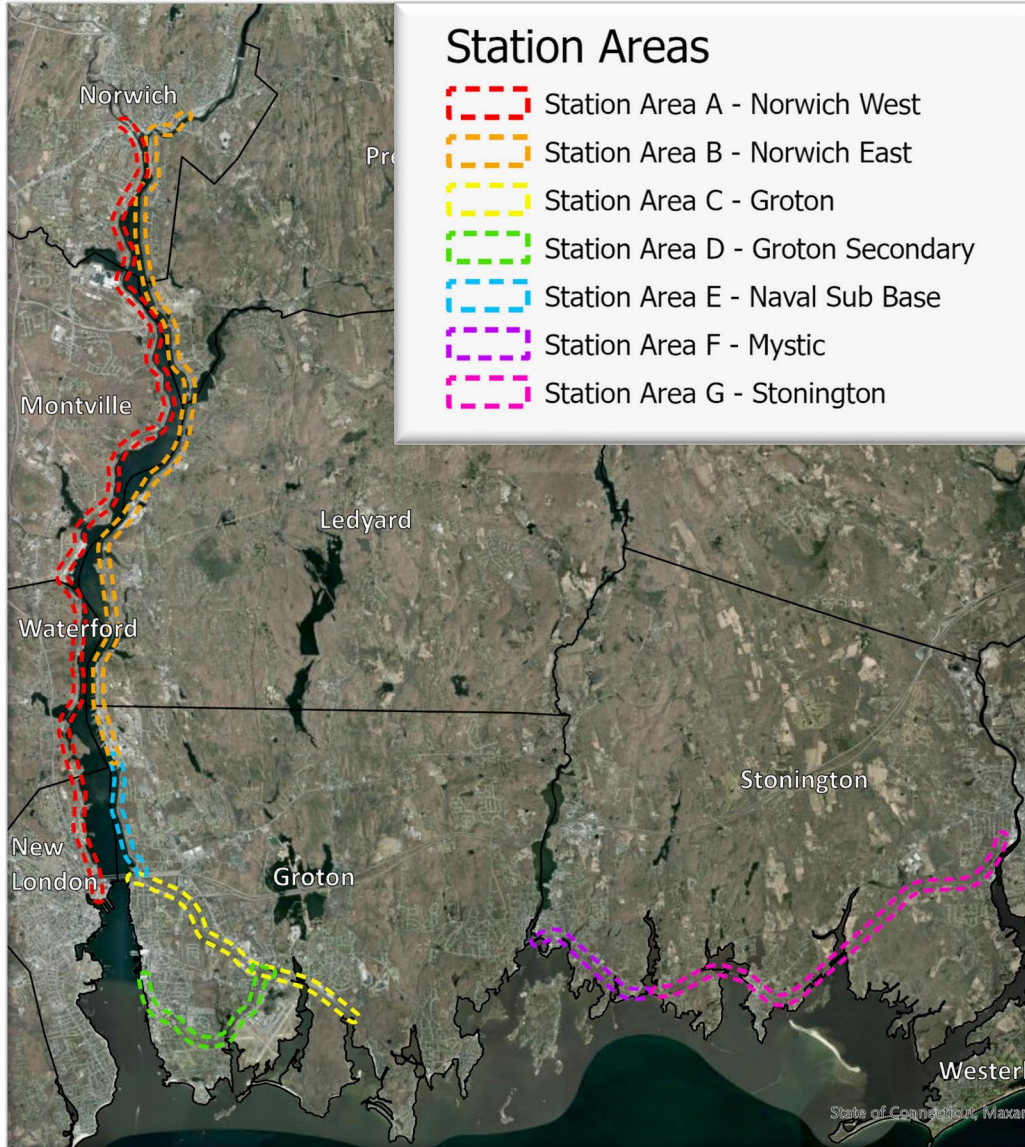 Station Areas
Station Area A - Norwich West
Station Area B - Norwich East
Station Area C - Groton
Station Area D - Groton Secondary
Station Area E - Naval Sub Base
Station Area F - Mystic
Station Area G - Stonington
Norwich
Pre
Montville
Ledyard
Waterford
Stonington
New
London
Groton
Westerl
State of Connecticut, Maxar